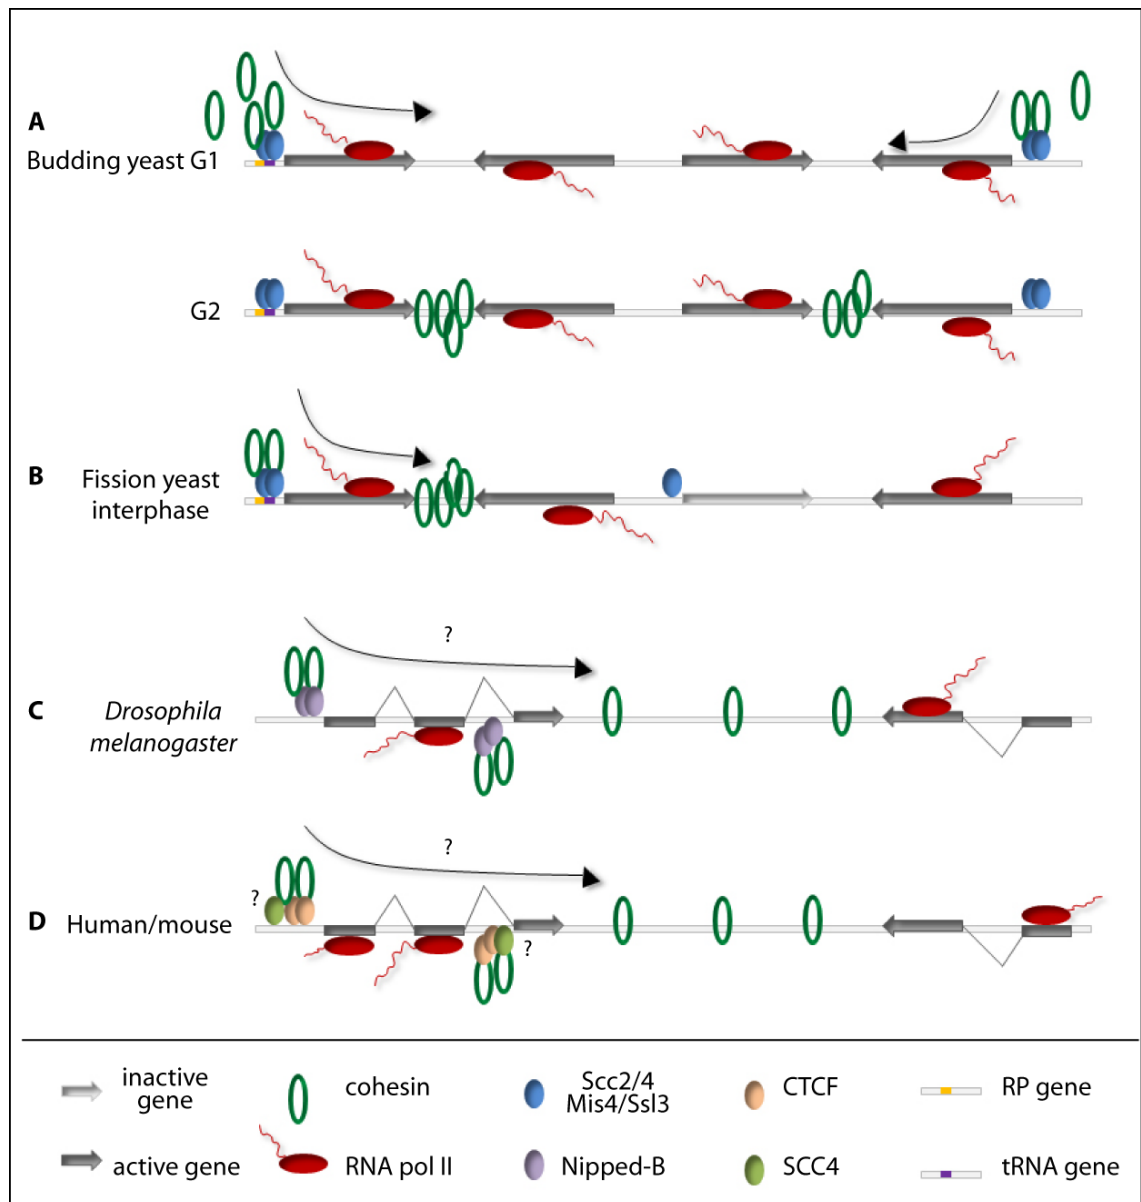 A
Budding yeast G1
G2
B
Fission yeast
interphase
?
C
Drosophila
melanogaster
?
?
D
Human/mouse
?
inactive
gene
cohesin
Scc2/4
Mis4/Ssl3
CTCF
RP gene
active gene
RNA pol II
Nipped-B
SCC4
tRNA gene